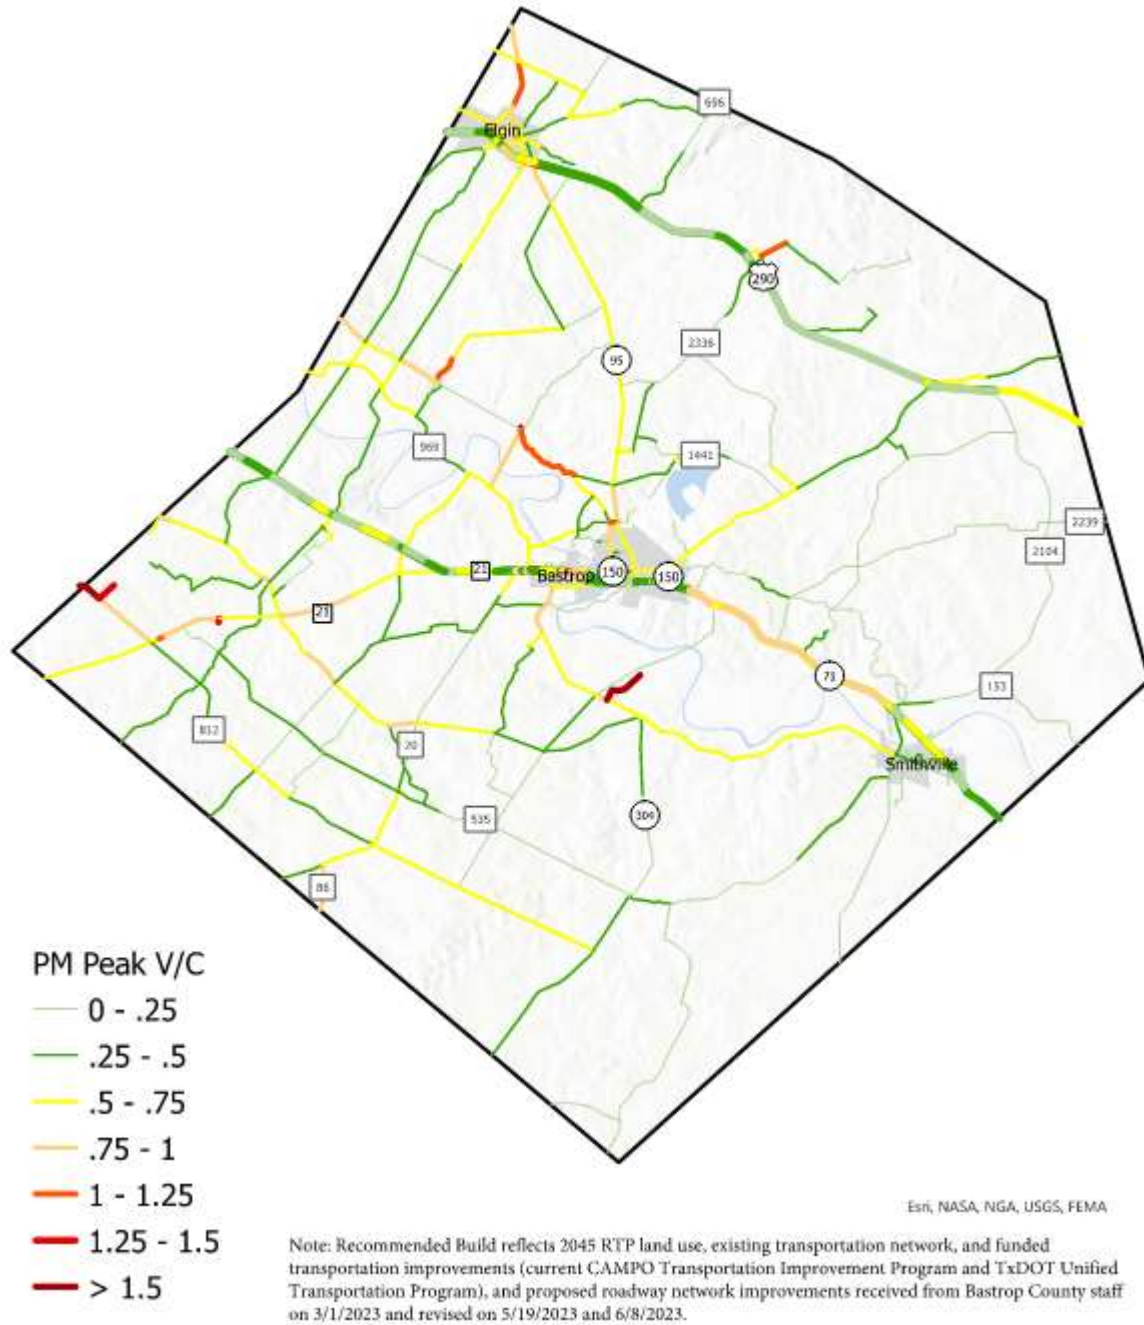 696
Elgin
290
2336
95
969
1441
2239
2104
21
Bastrop
150
150
21
71
153
812
20
Smithville
535
304
86
PM Peak V/C
0 - .25
.25 - .5
.5 - .75
.75 - 1
1 - 1.25
1.25 - 1.5
> 1.5
Esri, NASA, NGA, USGS, FEMA
Note: Recommended Build reflects 2045 RTP land use, existing transportation network, and funded
transportation improvements (current CAMPO Transportation Improvement Program and TxDOT Unified
Transportation Program), and proposed roadway network improvements received from Bastrop County staff
on 3/1/2023 and revised on 5/19/2023 and 6/8/2023.